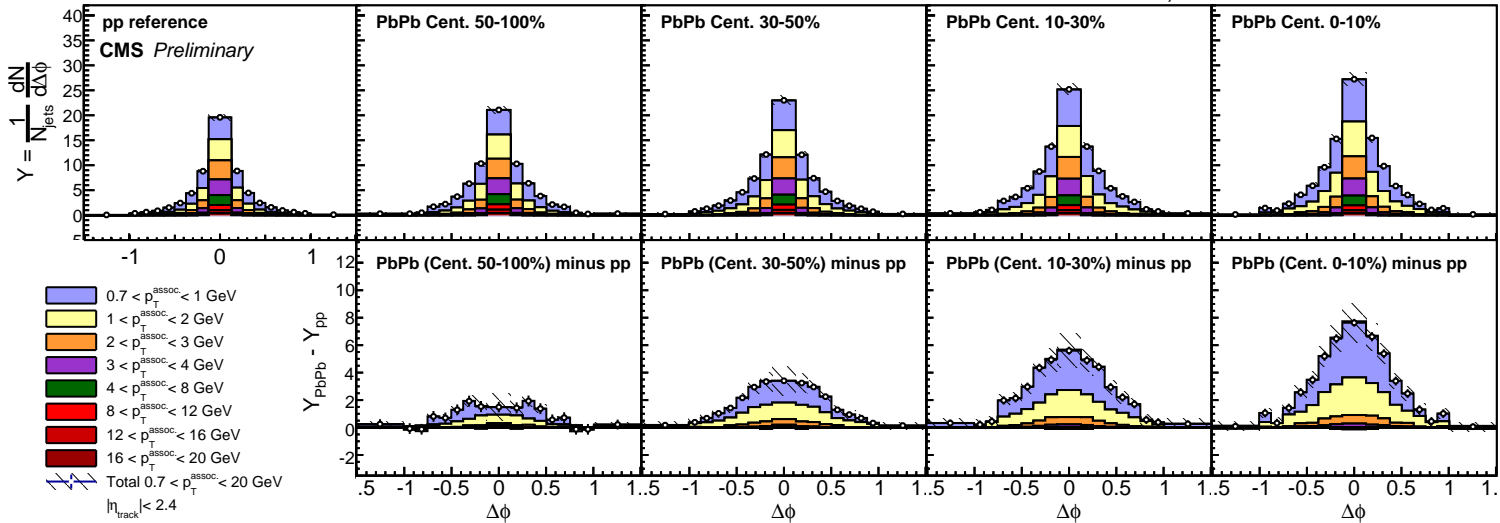 pp reference
CMS Preliminary
PbPb Cent. 50-100%
PbPb Cent. 30-50%
PbPb Cent. 10-30%
PbPb Cent. 0-10%
Y = 1/N_jets dN/dΔφ
40
35
30
25
20
15
10
5
0
5
-1 0 1
PbPb (Cent. 50-100%) minus pp
PbPb (Cent. 30-50%) minus pp
PbPb (Cent. 10-30%) minus pp
PbPb (Cent. 0-10%) minus pp
Y_PbPb - Y_pp
12
10
8
6
4
2
0
-2
0.7 < p_T^assoc. < 1 GeV
1 < p_T^assoc. < 2 GeV
2 < p_T^assoc. < 3 GeV
3 < p_T^assoc. < 4 GeV
4 < p_T^assoc. < 8 GeV
8 < p_T^assoc. < 12 GeV
12 < p_T^assoc. < 16 GeV
16 < p_T^assoc. < 20 GeV
Total 0.7 < p_T^assoc. < 20 GeV
|η_track| < 2.4
.5 -1 -0.5 0 0.5 1 1..5 -1 -0.5 0 0.5 1 1..5 -1 -0.5 0 0.5 1 1..5 -1 -0.5 0 0.5 1 1.
Δφ Δφ Δφ Δφ